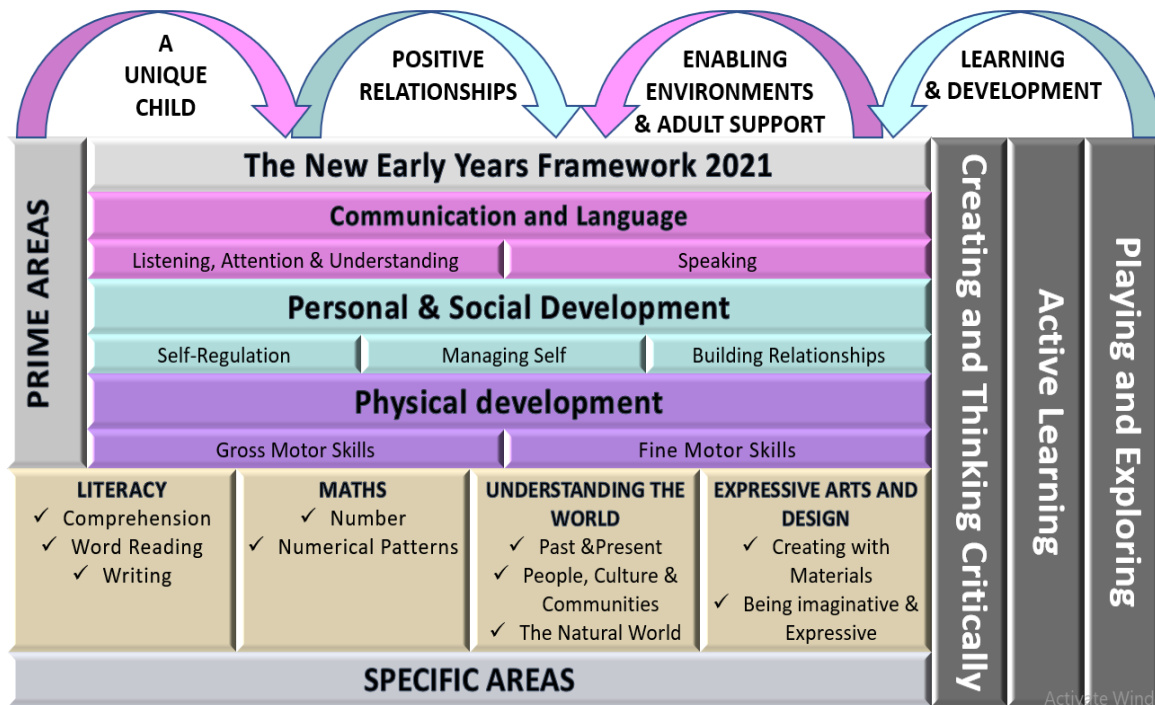 A
UNIQUE
CHILD
POSITIVE
RELATIONSHIPS
ENABLING
ENVIRONMENTS
& ADULT SUPPORT
LEARNING
& DEVELOPMENT
PRIME AREAS
The New Early Years Framework 2021
Communication and Language
Listening, Attention & Understanding
Speaking
Personal & Social Development
Self-Regulation
Managing Self
Building Relationships
Physical development
Gross Motor Skills
Fine Motor Skills
LITERACY
✓ Comprehension
✓ Word Reading
✓ Writing
MATHS
✓ Number
✓ Numerical Patterns
UNDERSTANDING THE
WORLD
✓ Past &Present
✓ People, Culture &
Communities
✓ The Natural World
EXPRESSIVE ARTS AND
DESIGN
✓ Creating with
Materials
✓ Being imaginative &
Expressive
SPECIFIC AREAS
Creating and Thinking Critically
Active Learning
Playing and Exploring
Activate Wind